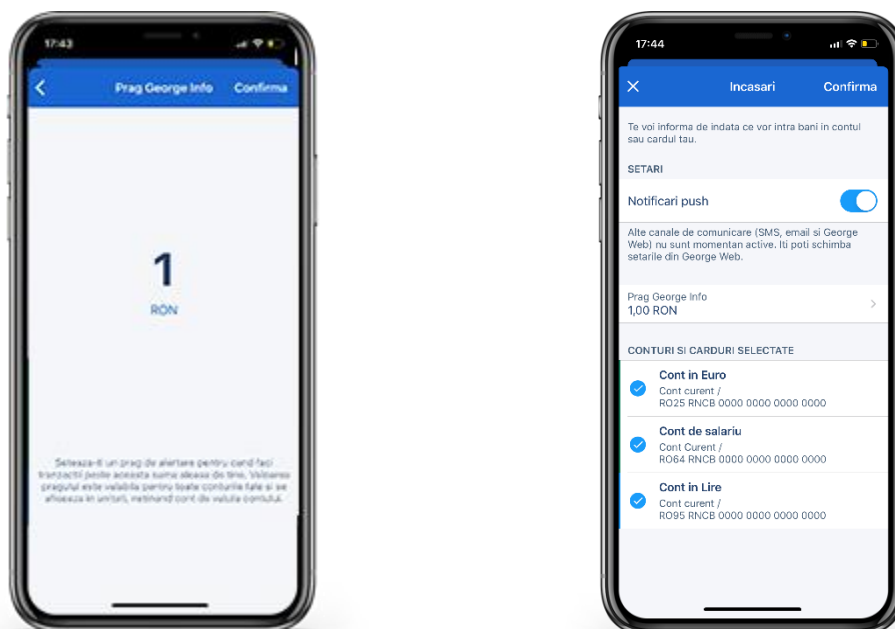 17:43
Prag George Info Confirma
1
RON
Seteaza-ti un prag de alertare pentru cand faci
tranzactii peste aceasta suma aleasa de tine. Valoarea
pragului este valabila pentru toate conturile tale si se
afiseaza in unitati, netinand cont de valuta contului.
17:44
Incasari Confirma
Te voi informa de indata ce vor intra bani in contul
sau cardul tau.
SETARI
Notificari push
Alte canale de comunicare (SMS, email si George
Web) nu sunt momentan active. Iti poti schimba
setarile din George Web.
Prag George Info
1,00 RON
CONTURI SI CARDURI SELECTATE
Cont in Euro
Cont curent /
RO25 RNCB 0000 0000 0000 0000
Cont de salariu
Cont Curent /
RO64 RNCB 0000 0000 0000 0000
Cont in Lire
Cont curent /
RO95 RNCB 0000 0000 0000 0000